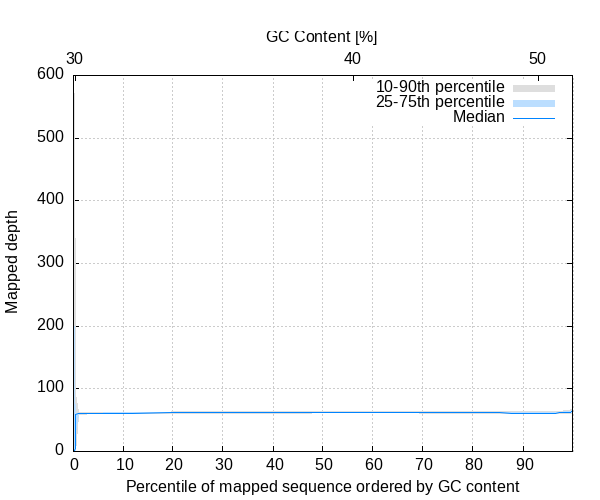 GC Content [%]
30 40 50
600
10-90th percentile
25-75th percentile
Median
500
400
300
200
100
0
Mapped depth
0 10 20 30 40 50 60 70 80 90
Percentile of mapped sequence ordered by GC content